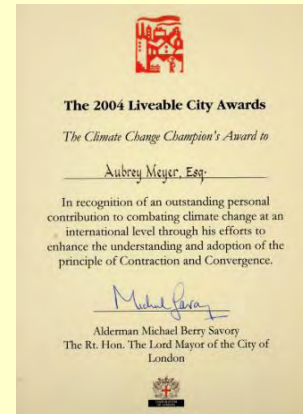 The 2004 Liveable City Awards
The Climate Change Champion's Award to
Aubrey Meyer, Esq.
In recognition of an outstanding personal
contribution to combating climate change at an
international level through his efforts to
enhance the understanding and adoption of the
principle of Contraction and Convergence.
Michael Savory
Alderman Michael Berry Savory
The Rt. Hon. The Lord Mayor of the City of
London